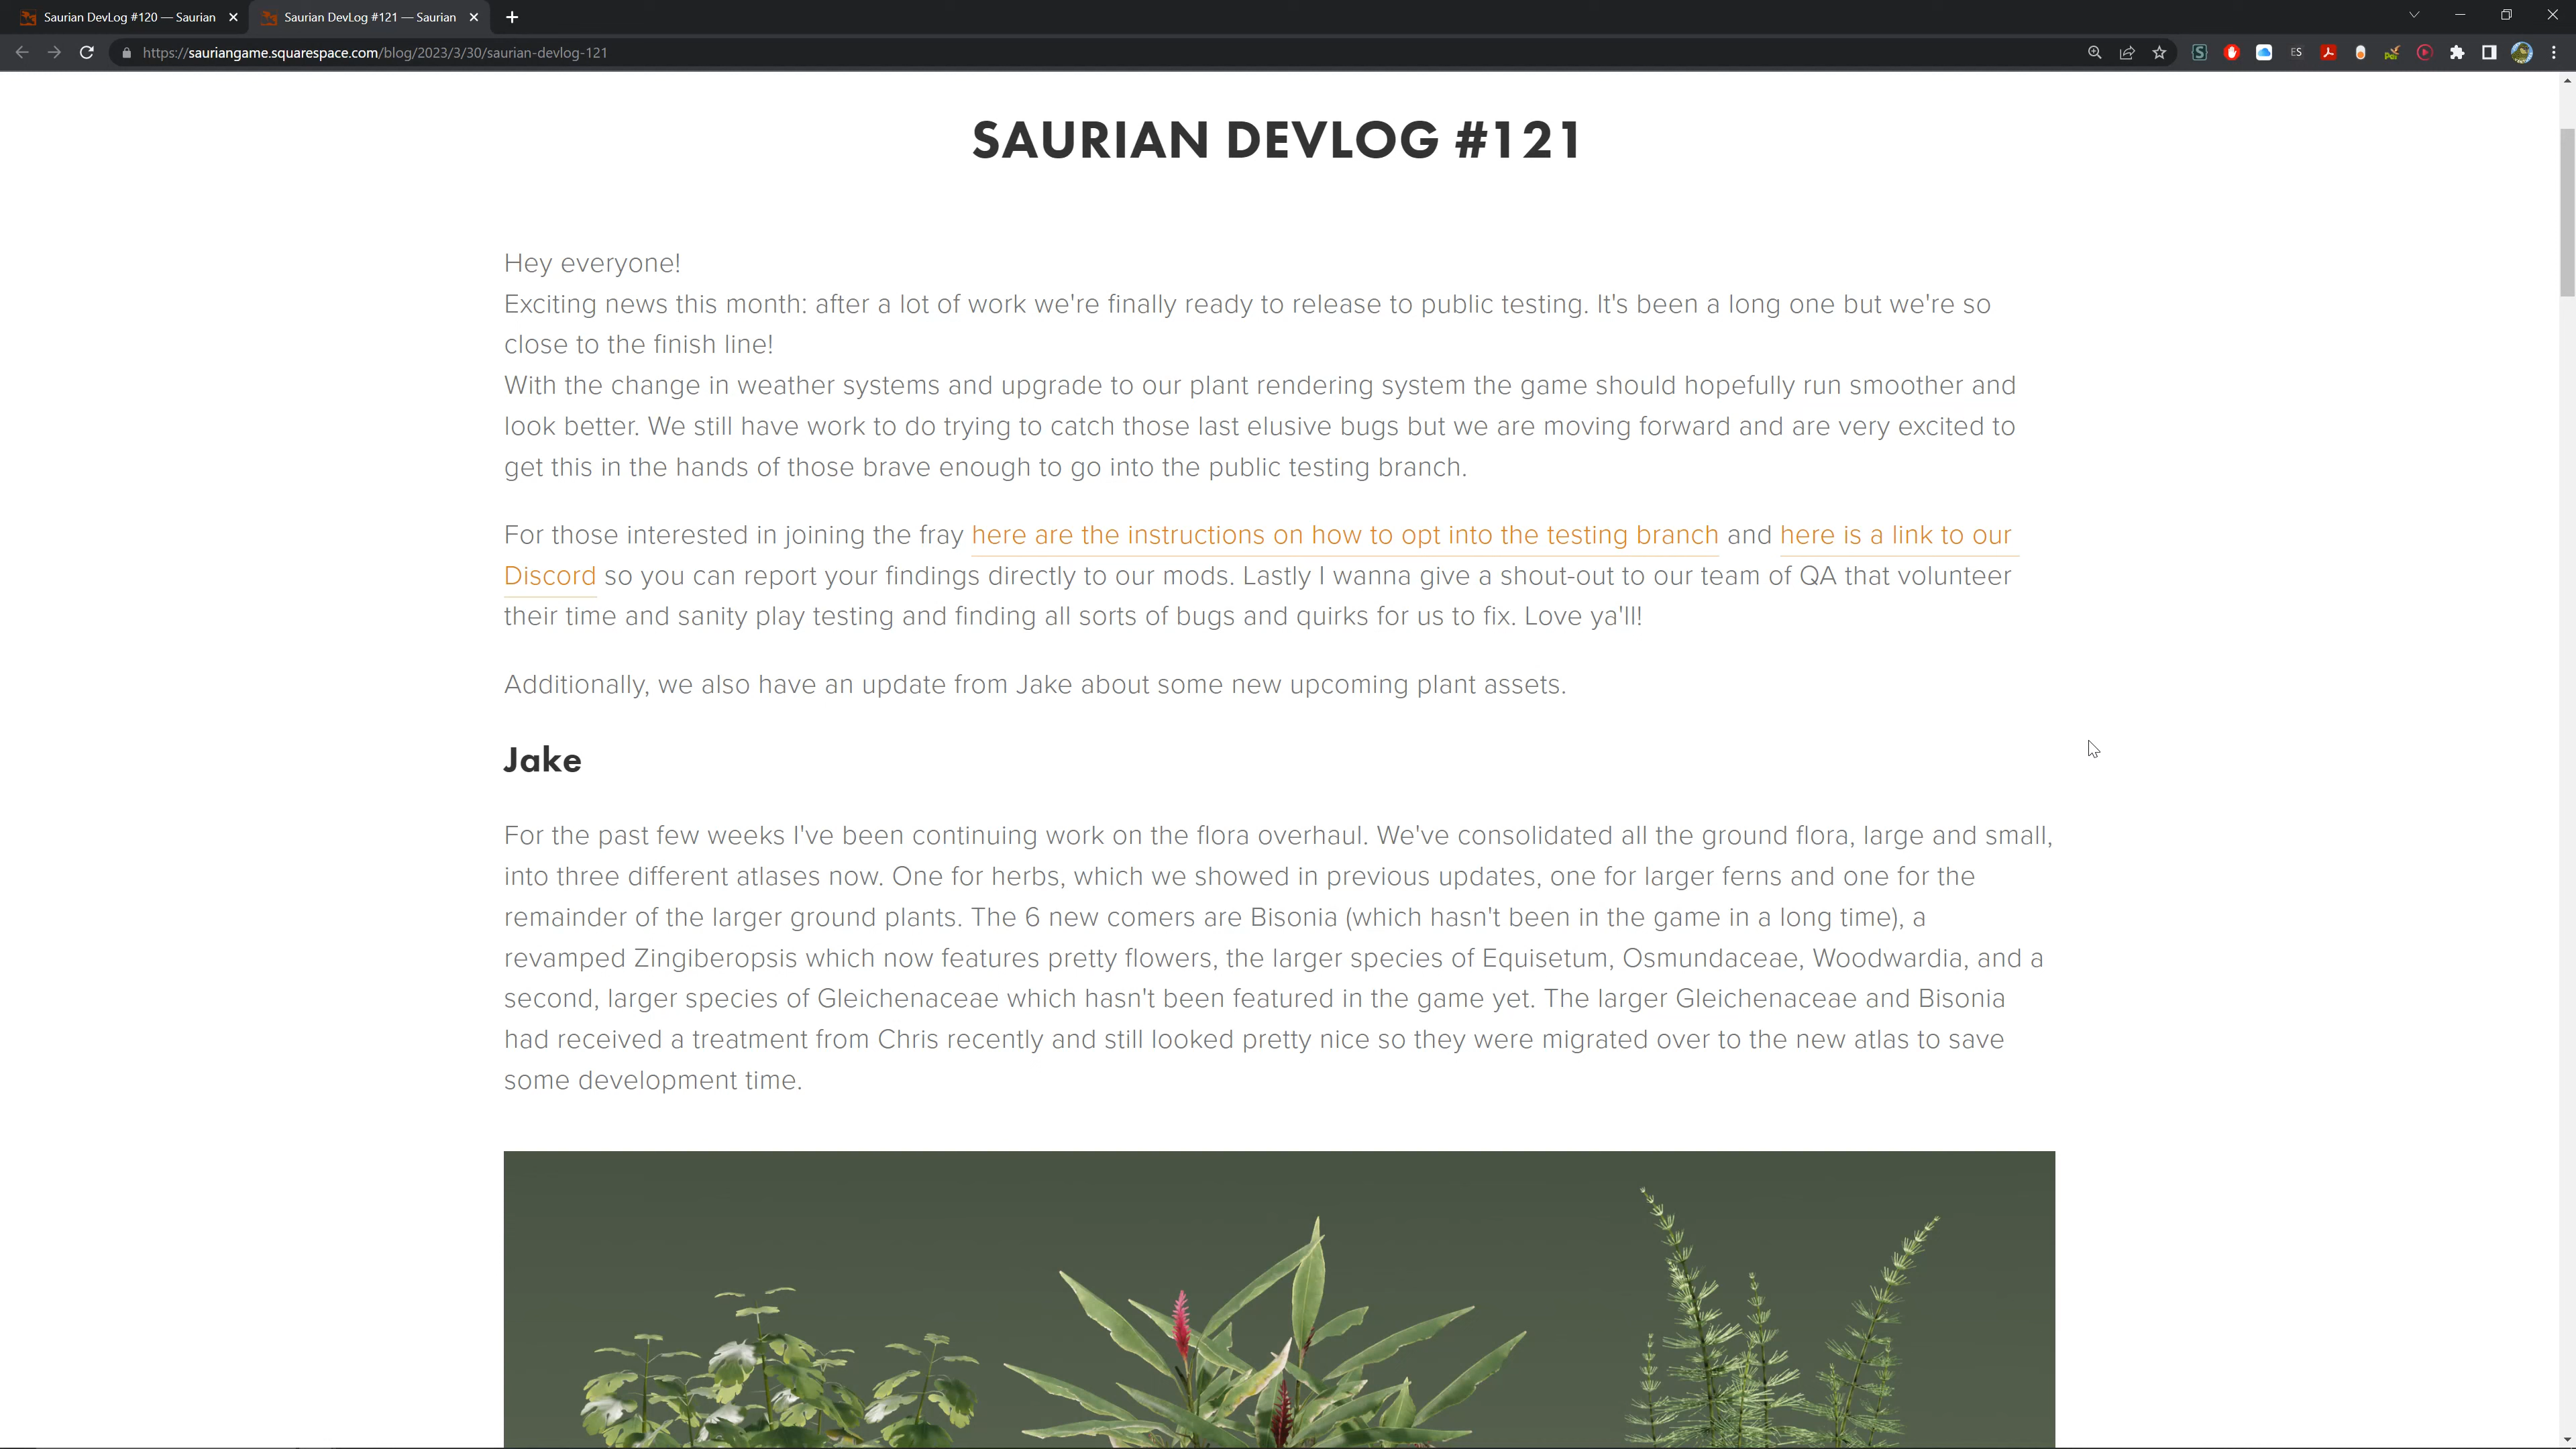 Saurian DevLog #120 — Saurian
Saurian DevLog #121 — Saurian
https://sauriangame.squarespace.com/blog/2023/3/30/saurian-devlog-121
ES
SAURIAN DEVLOG #121
Hey everyone!
Exciting news this month: after a lot of work we're finally ready to release to public testing. It's been a long one but we're so
close to the finish line!
With the change in weather systems and upgrade to our plant rendering system the game should hopefully run smoother and
look better. We still have work to do trying to catch those last elusive bugs but we are moving forward and are very excited to
get this in the hands of those brave enough to go into the public testing branch.
For those interested in joining the fray here are the instructions on how to opt into the testing branch and here is a link to our
Discord so you can report your findings directly to our mods. Lastly I wanna give a shout-out to our team of QA that volunteer
their time and sanity play testing and finding all sorts of bugs and quirks for us to fix. Love ya'll!
Additionally, we also have an update from Jake about some new upcoming plant assets.
Jake
For the past few weeks I've been continuing work on the flora overhaul. We've consolidated all the ground flora, large and small,
into three different atlases now. One for herbs, which we showed in previous updates, one for larger ferns and one for the
remainder of the larger ground plants. The 6 new comers are Bisonia (which hasn't been in the game in a long time), a
revamped Zingiberopsis which now features pretty flowers, the larger species of Equisetum, Osmundaceae, Woodwardia, and a
second, larger species of Gleichenaceae which hasn't been featured in the game yet. The larger Gleichenaceae and Bisonia
had received a treatment from Chris recently and still looked pretty nice so they were migrated over to the new atlas to save
some development time.